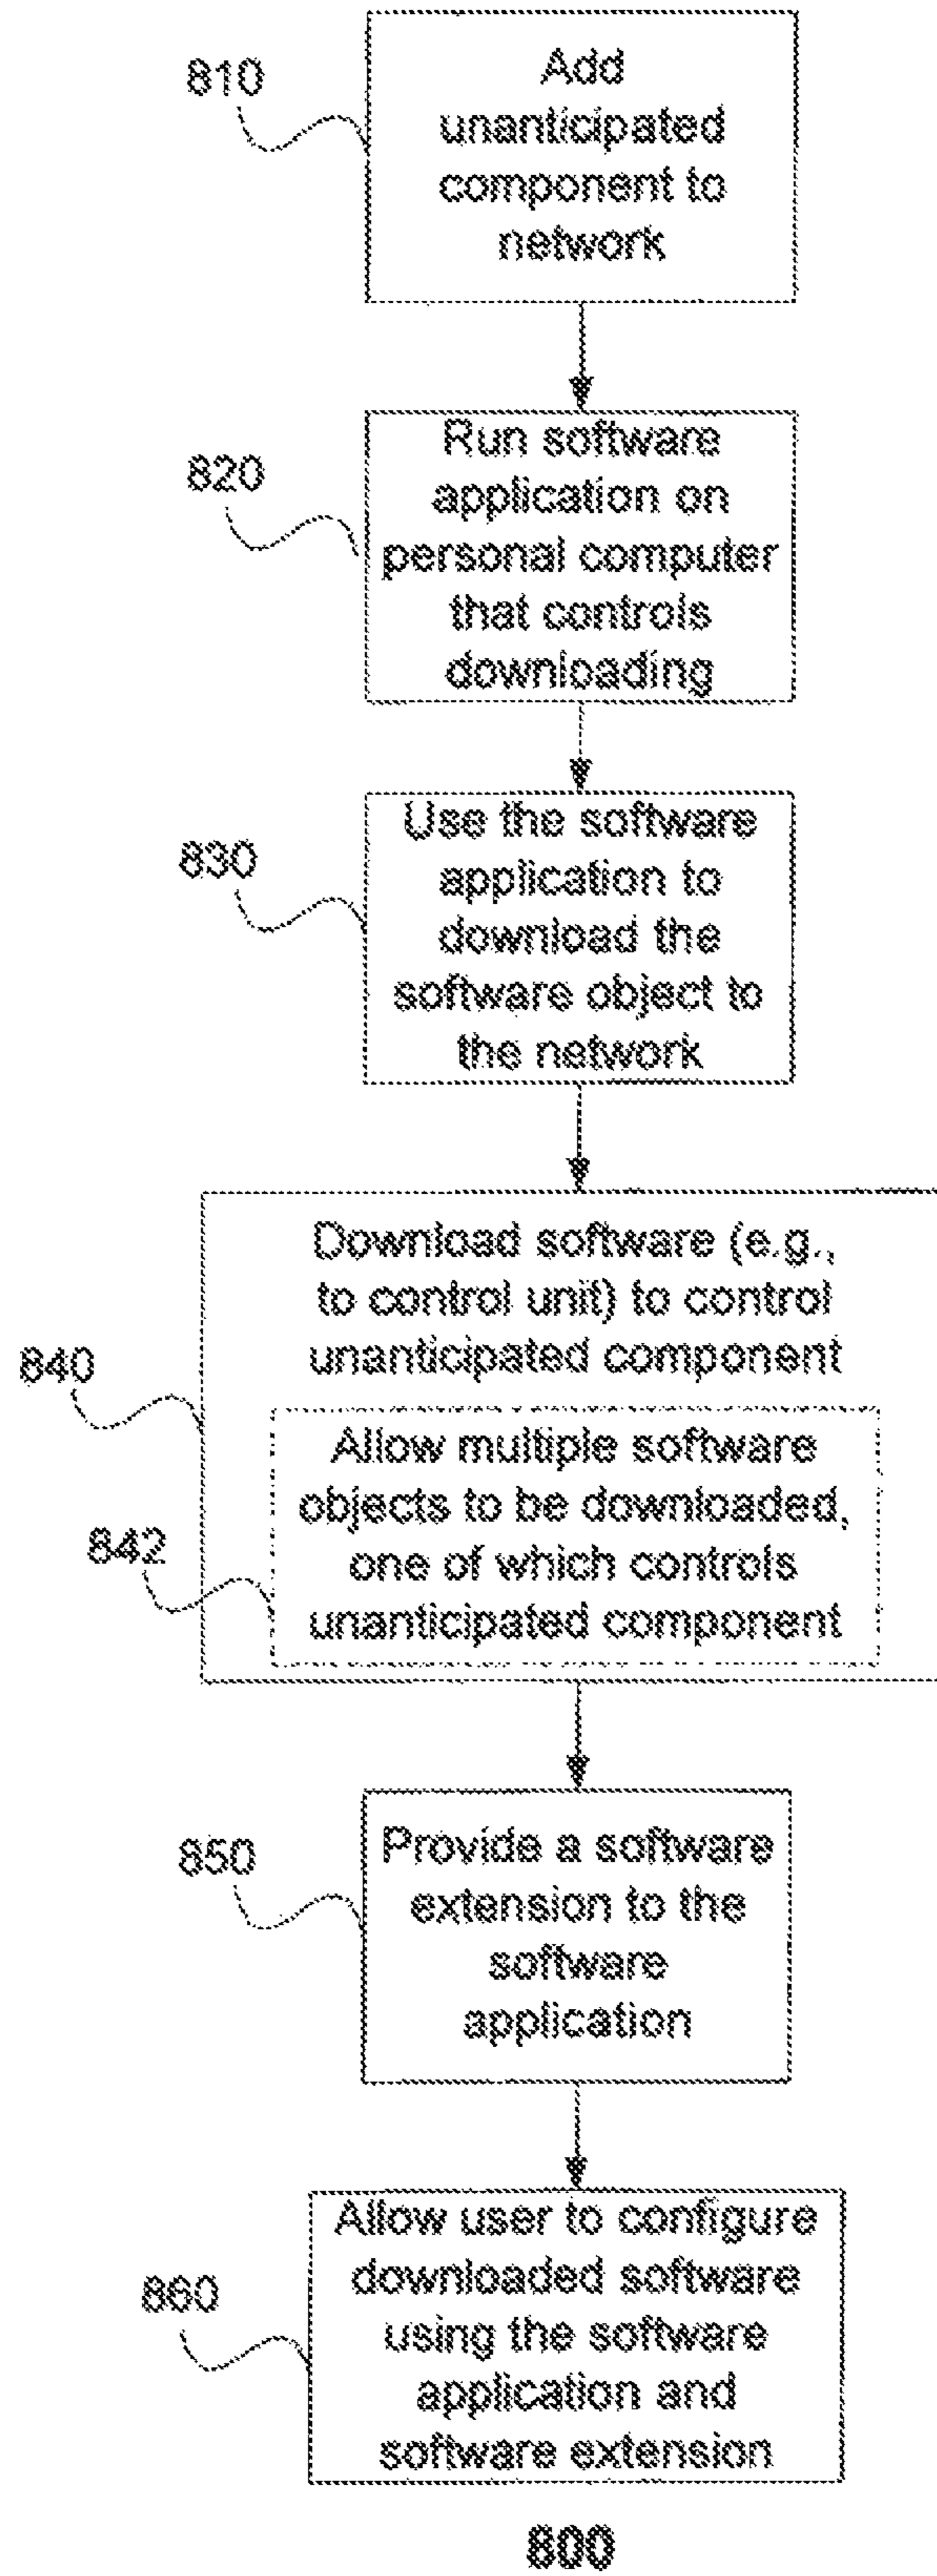 810
Add
unanticipated
component to
network
820
Run software
application on
personal computer
that controls
downloading
830
Use the software
application to
download the
software object to
the network
840
Download software (e.g.,
to control unit) to control
unanticipated component
842
Allow multiple software
objects to be downloaded,
one of which controls
unanticipated component
850
Provide a software
extension to the
software
application
860
Allow user to configure
downloaded software
using the software
application and
software extension
800